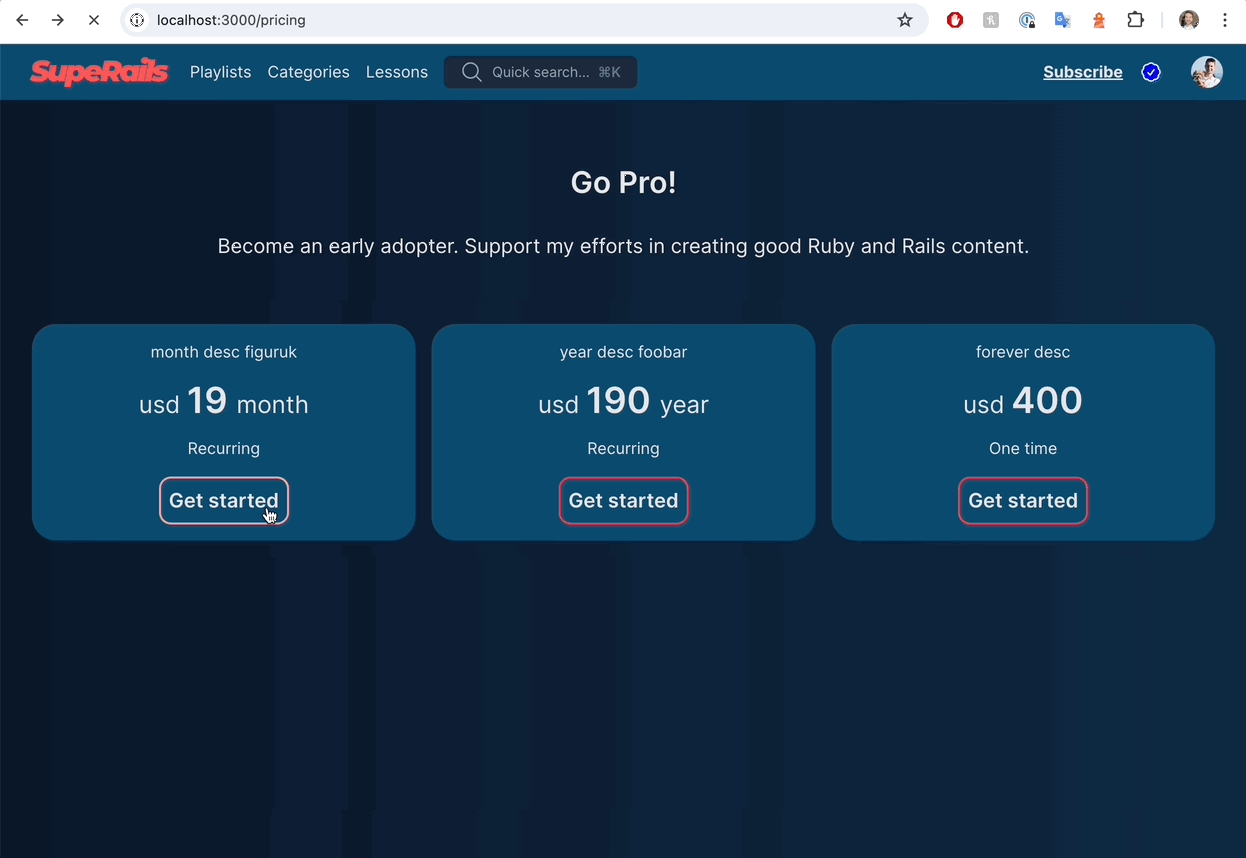 localhost:3000/pricing
SupeRails Playlists Categories Lessons Quick search... ⌘K Subscribe
Go Pro!
Become an early adopter. Support my efforts in creating good Ruby and Rails content.
month desc figuruk
usd 19 month
Recurring
Get started
year desc foobar
usd 190 year
Recurring
Get started
forever desc
usd 400
One time
Get started